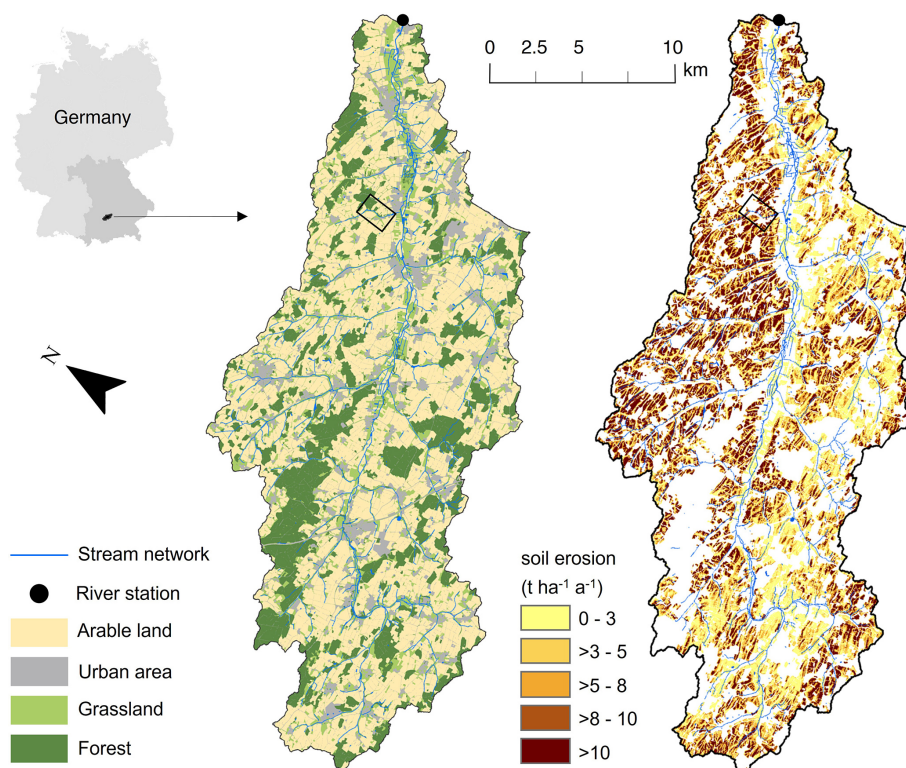 Germany
0 2.5 5 10
km
N
Stream network
River station
Arable land
Urban area
Grassland
Forest
soil erosion
(t ha⁻¹ a⁻¹)
0 - 3
>3 - 5
>5 - 8
>8 - 10
>10